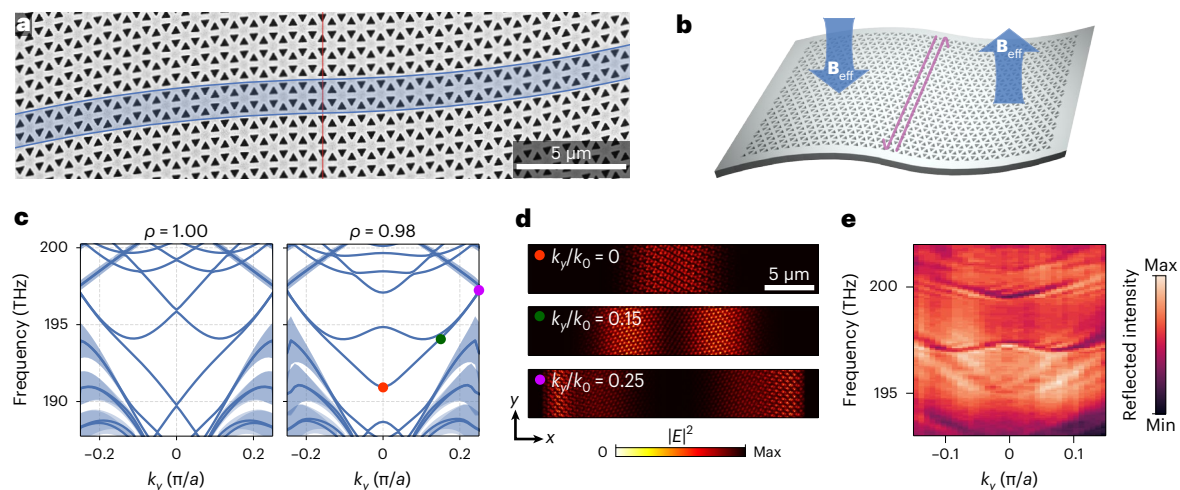 a
5 μm
b
B eff
B eff
c
ρ = 1.00
ρ = 0.98
Frequency (THz)
200
195
190
−0.2
0
0.2
−0.2
0
0.2
k_y (π/a)
k_y (π/a)
d
k_y/k_0 = 0
5 μm
k_y/k_0 = 0.15
k_y/k_0 = 0.25
y
x
|E|²
0
Max
e
Frequency (THz)
200
195
−0.1
0
0.1
k_y (π/a)
Reflected intensity
Max
Min